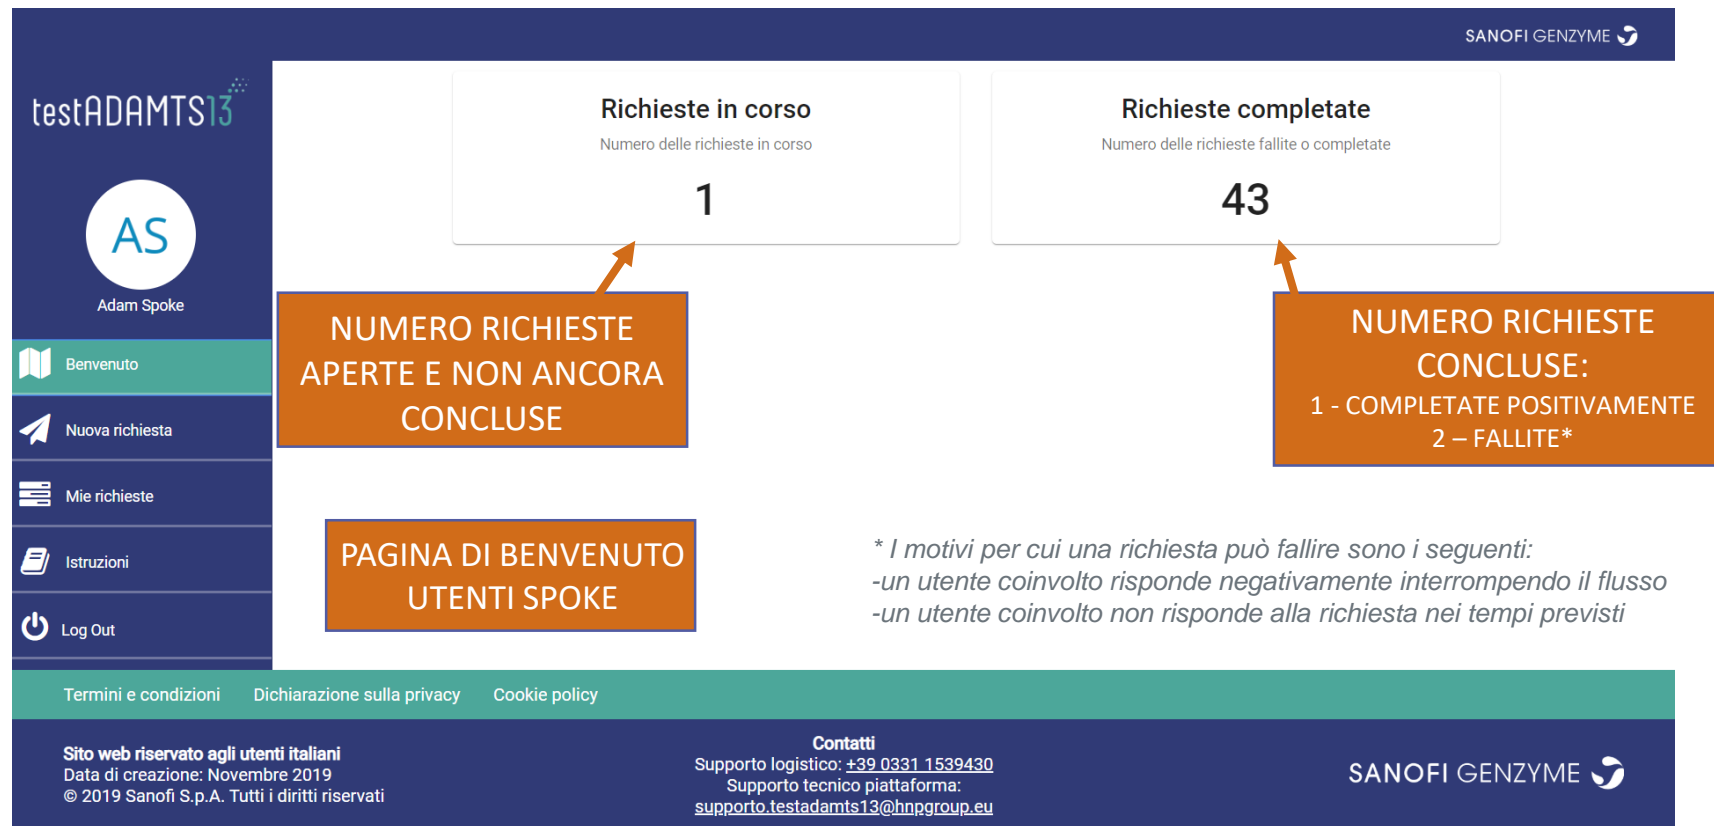 SANOFI GENZYME
testADAMTS13
AS
Adam Spoke
Benvenuto
Nuova richiesta
Mie richieste
Istruzioni
Log Out
Richieste in corso
Numero delle richieste in corso
1
Richieste completate
Numero delle richieste fallite o completate
43
NUMERO RICHIESTE
APERTE E NON ANCORA
CONCLUSE
NUMERO RICHIESTE
CONCLUSE:
1 - COMPLETATE POSITIVAMENTE
2 – FALLITE*
PAGINA DI BENVENUTO
UTENTI SPOKE
* I motivi per cui una richiesta può fallire sono i seguenti:
-un utente coinvolto risponde negativamente interrompendo il flusso
-un utente coinvolto non risponde alla richiesta nei tempi previsti
Termini e condizioni Dichiarazione sulla privacy Cookie policy
Sito web riservato agli utenti italiani
Data di creazione: Novembre 2019
© 2019 Sanofi S.p.A. Tutti i diritti riservati
Contatti
Supporto logistico: +39 0331 1539430
Supporto tecnico piattaforma:
supporto.testadamts13@hnpgroup.eu
SANOFI GENZYME